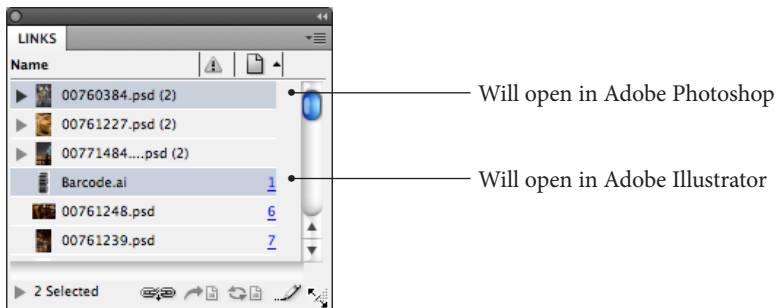 LINKS
Name
00760384.psd (2)
Will open in Adobe Photoshop
00761227.psd (2)
00771484....psd (2)
Barcode.ai 1
Will open in Adobe Illustrator
00761248.psd 6
00761239.psd 7
2 Selected